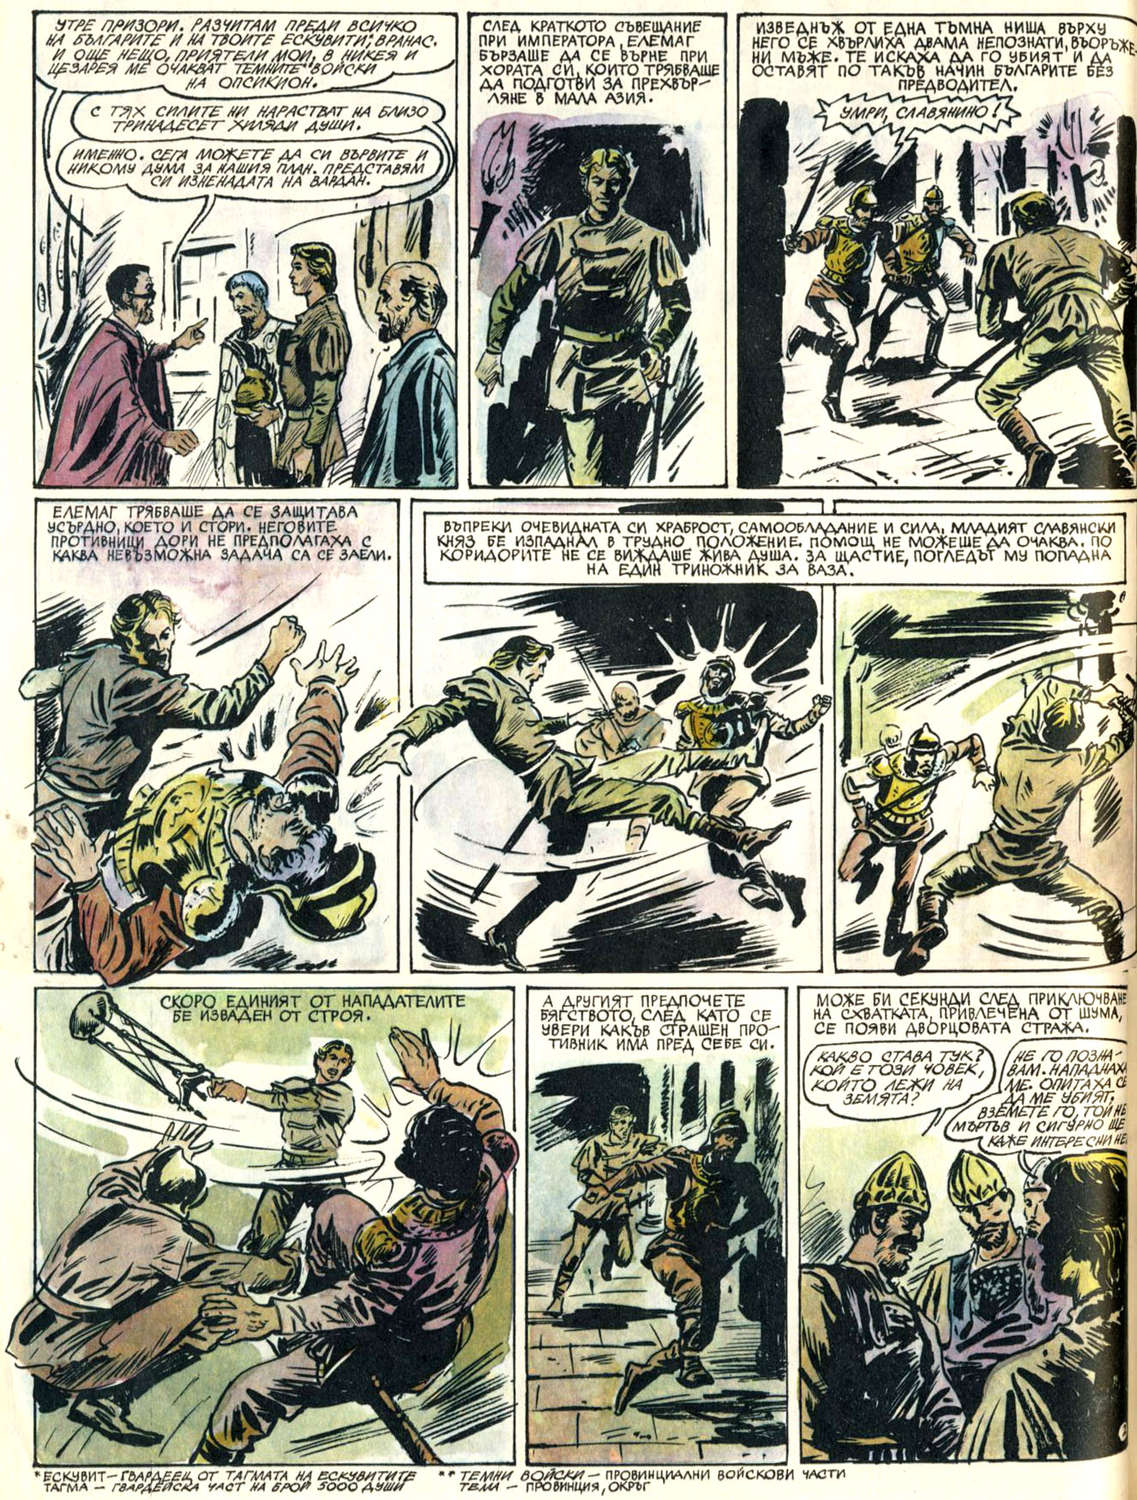 УТРЕ ПРИЗОРИ. РАЗЧИТАМ ПРЕДИ ВСИЧКО
НА БЪЛГАРИТЕ И НА ТВОИТЕ ЕСКУВИТИ*, ВРАНАС.
И ОЩЕ НЕЩО, ПРИЯТЕЛИ МОИ, В НИКЕЯ И
ЦЕЗАРЕЯ МЕ ОЧАКВАТ ТЕМНИТЕ** ВОЙСКИ
НА ОПСИКИОН.
С ТЯХ СИЛИТЕ НИ НАРАСТВАТ НА БЛИЗО
ТРИНАДЕСЕТ ХИЛЯДИ ДУШИ.
ИМЕННО. СЕГА МОЖЕТЕ ДА СИ ВЪРВИТЕ И
НИКОМУ ДУМА ЗА НАШИЯ ПЛАН. ПРЕДСТАВЯМ
СИ ИЗНЕНАДАТА НА ВАРДАН.
СЛЕД КРАТКОТО СЪВЕЩАНИЕ
ПРИ ИМПЕРАТОРА, ЕЛЕМАГ
БЪРЗАШЕ ДА СЕ ВЪРНЕ ПРИ
ХОРАТА СИ, КОИТО ТРЯБВАШЕ
ДА ПОДГОТВИ ЗА ПРЕХВЪР-
ЛЯНЕ В МАЛА АЗИЯ.
ИЗВЕДНЪЖ ОТ ЕДНА ТЪМНА НИША ВЪРХУ
НЕГО СЕ ХВЪРЛИХА ДВАМА НЕПОЗНАТИ, ВЪОРЪЖЕ
НИ МЪЖЕ. ТЕ ИСКАХА ДА ГО УБИЯТ И ДА
ОСТАВЯТ ПО ТАКЪВ НАЧИН БЪЛГАРИТЕ БЕЗ
ПРЕДВОДИТЕЛ.
УМРИ, СЛАВЯНИНО!
ЕЛЕМАГ ТРЯБВАШЕ ДА СЕ ЗАЩИТАВА
УСЪРДНО, КОЕТО И СТОРИ. НЕГОВИТЕ
ПРОТИВНИЦИ ДОРИ НЕ ПРЕДПОЛАГАХА С
КАКВА НЕВЪЗМОЖНА ЗАДАЧА СА СЕ ЗАЕЛИ.
ВЪПРЕКИ ОЧЕВИДНАТА СИ ХРАБРОСТ, САМООБЛАДАНИЕ И СИЛА, МЛАДИЯТ СЛАВЯНСКИ
КНЯЗ БЕ ИЗПАДНАЛ В ТРУДНО ПОЛОЖЕНИЕ. ПОМОЩ НЕ МОЖЕШЕ ДА ОЧАКВА. ПО
КОРИДОРИТЕ НЕ СЕ ВИЖДАШЕ ЖИВА ДУША. ЗА ЩАСТИЕ, ПОГЛЕДЪТ МУ ПОПАДНА
НА ЕДИН ТРИНОЖНИК ЗА ВАЗА.
СКОРО ЕДИНИЯТ ОТ НАПАДАТЕЛИТЕ
БЕ ИЗВАДЕН ОТ СТРОЯ.
А ДРУГИЯТ ПРЕДПОЧЕТЕ
БЯГСТВОТО, СЛЕД КАТО СЕ
УВЕРИ КАКЪВ СТРАШЕН ПРО-
ТИВНИК ИМА ПРЕД СЕБЕ СИ.
МОЖЕ БИ СЕКУНДИ СЛЕД ПРИКЛЮЧВАНЕ
НА СХВАТКАТА, ПРИВЛЕЧЕНА ОТ ШУМА,
СЕ ПОЯВИ ДВОРЦОВАТА СТРАЖА.
КАКВО СТАВА ТУК?
КОЙ Е ТОЗИ ЧОВЕК,
КОЙТО ЛЕЖИ НА
ЗЕМЯТА?
НЕ ГО ПОЗНА-
ВАМ. НАПАДНАХА
МЕ. ОПИТАХА СЕ
ДА МЕ УБИЯТ.
ВЗЕМЕТЕ ГО, ТОЙ НЕ
МЪРТЪВ И СИГУРНО ЩЕ
КАЖЕ ИНТЕРЕСНИ
* ЕСКУВИТ – ГВАРДЕЕЦ ОТ ТАГМАТА НА ЕСКУВИТИТЕ
ТАГМА – ГВАРДЕЙСКА ЧАСТ НА БРОЙ 5000 ДУШИ
** ТЕМНИ ВОЙСКИ – ПРОВИНЦИАЛНИ ВОЙСКОВИ ЧАСТИ
ТЕМА – ПРОВИНЦИЯ, ОКРЪГ